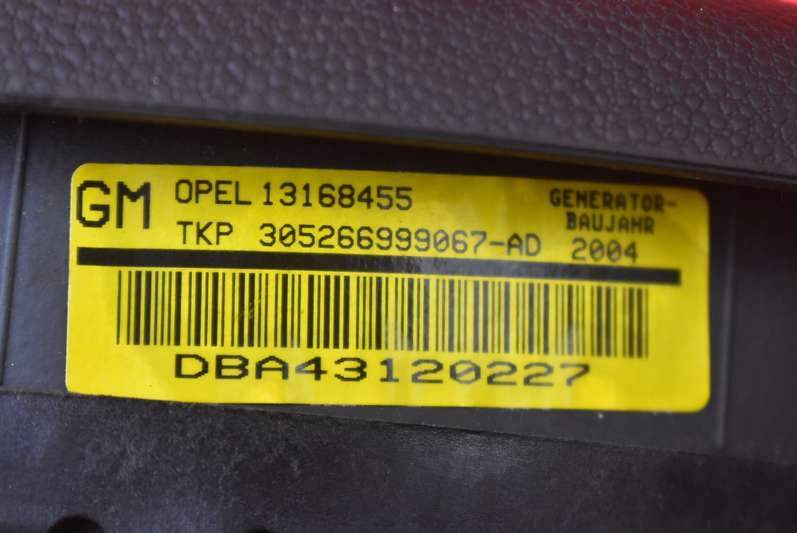 GM OPEL 13168455 GENERATOR-
BAUJAHR
TKP 305266999067-AD 2004
DBA43120227